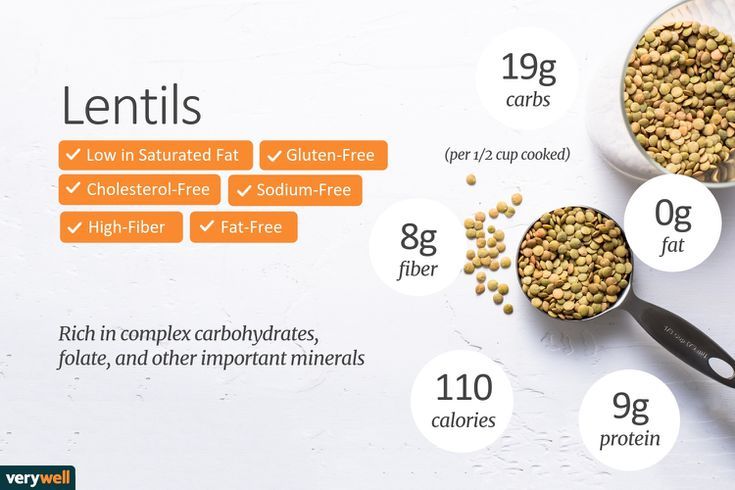 Lentils
Low in Saturated Fat
Gluten-Free
Cholesterol-Free
Sodium-Free
High-Fiber
Fat-Free
Rich in complex carbohydrates,
folate, and other important minerals
19g
carbs
(per 1/2 cup cooked)
0g
fat
8g
fiber
110
calories
9g
protein
verywell